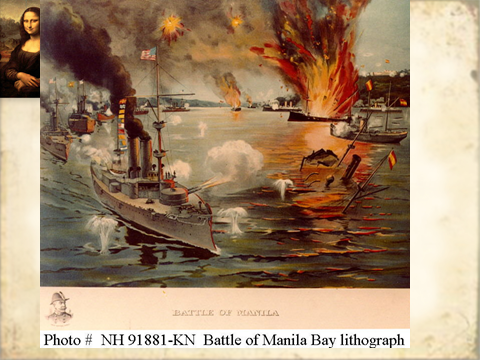 BATTLE OF MANILA
Photo # NH 91881-KN Battle of Manila Bay lithograph